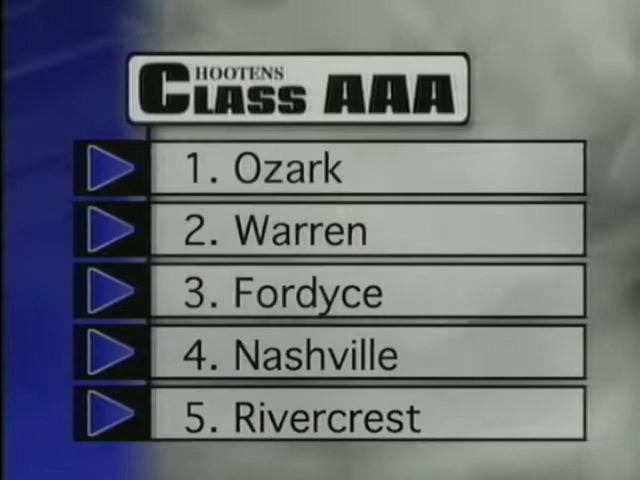 HOOTENS
CLASS AAA
1. Ozark
2. Warren
3. Fordyce
4. Nashville
5. Rivercrest